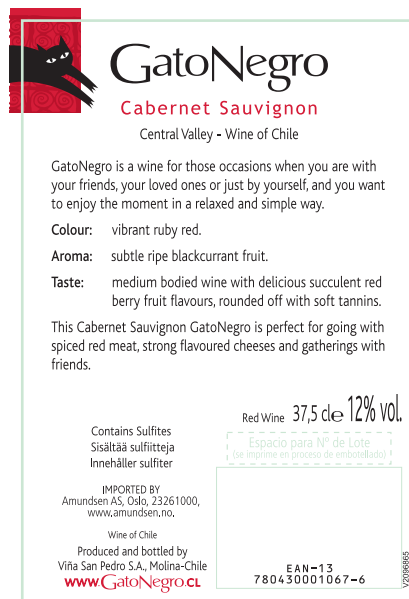 GatoNegro
Cabernet Sauvignon
Central Valley - Wine of Chile
GatoNegro is a wine for those occasions when you are with
your friends, your loved ones or just by yourself, and you want
to enjoy the moment in a relaxed and simple way.
Colour: vibrant ruby red.
Aroma: subtle ripe blackcurrant fruit.
Taste: medium bodied wine with delicious succulent red
berry fruit flavours, rounded off with soft tannins.
This Cabernet Sauvignon GatoNegro is perfect for going with
spiced red meat, strong flavoured cheeses and gatherings with
friends.
Red Wine 37,5 cle 12% vol.
Contains Sulfites
Sisältää sulfiitteja
Innehåller sulfiter
Espacio para Nº de Lote
(se imprime en proceso de embotellado)
IMPORTED BY
Amundsen AS, Oslo, 23261000,
www.amundsen.no.
Wine of Chile
Produced and bottled by
Viña San Pedro S.A., Molina-Chile
www.GatoNegro.CL
EAN-13
780430001067-6
V2096865